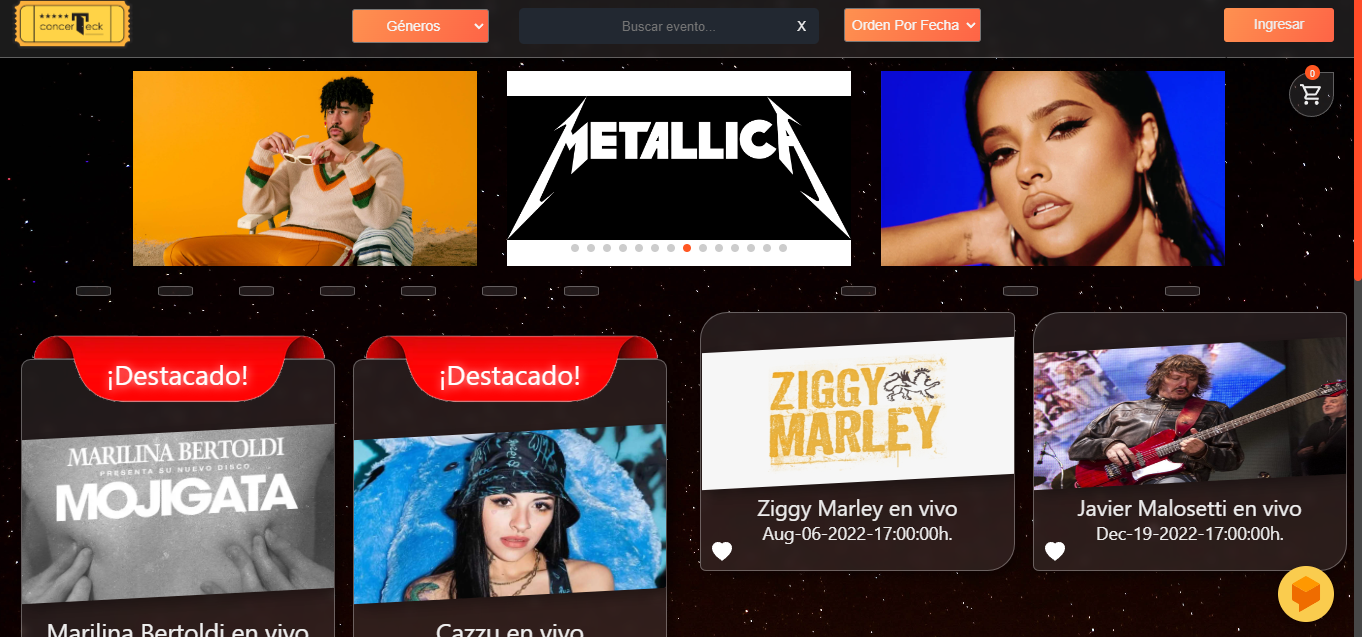 ★★★★★
concerTeck
Géneros
Buscar evento...
X
Orden Por Fecha
Ingresar
0
METALLICA
¡Destacado!
¡Destacado!
MARILINA BERTOLDI
PRESENTA SU NUEVO DISCO
MOJIGATA
ZIGGY
MARLEY
Ziggy Marley en vivo
Aug-06-2022-17:00:00h.
Javier Malosetti en vivo
Dec-19-2022-17:00:00h.
Marilina Bertoldi en vivo
Cazzu en vivo